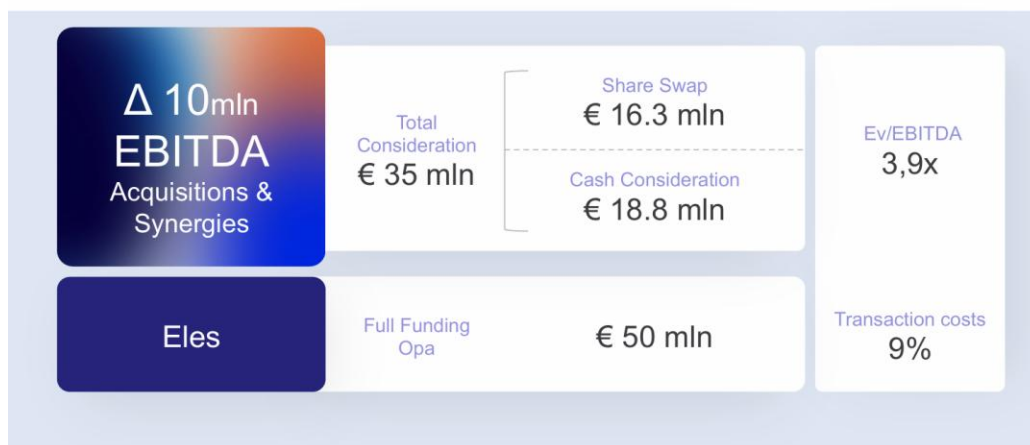 Δ 10mln
EBITDA
Acquisitions &
Synergies
Total
Consideration
€ 35 mln
Share Swap
€ 16.3 mln
Cash Consideration
€ 18.8 mln
Ev/EBITDA
3,9x
Eles
Full Funding
Opa
€ 50 mln
Transaction costs
9%